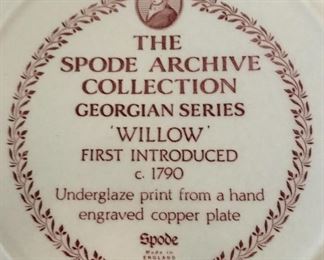 THE
SPODE ARCHIVE
COLLECTION
GEORGIAN SERIES
'WILLOW'
FIRST INTRODUCED
c. 1790
Underglaze print from a hand
engraved copper plate
Spode
Made in
ENGLAND